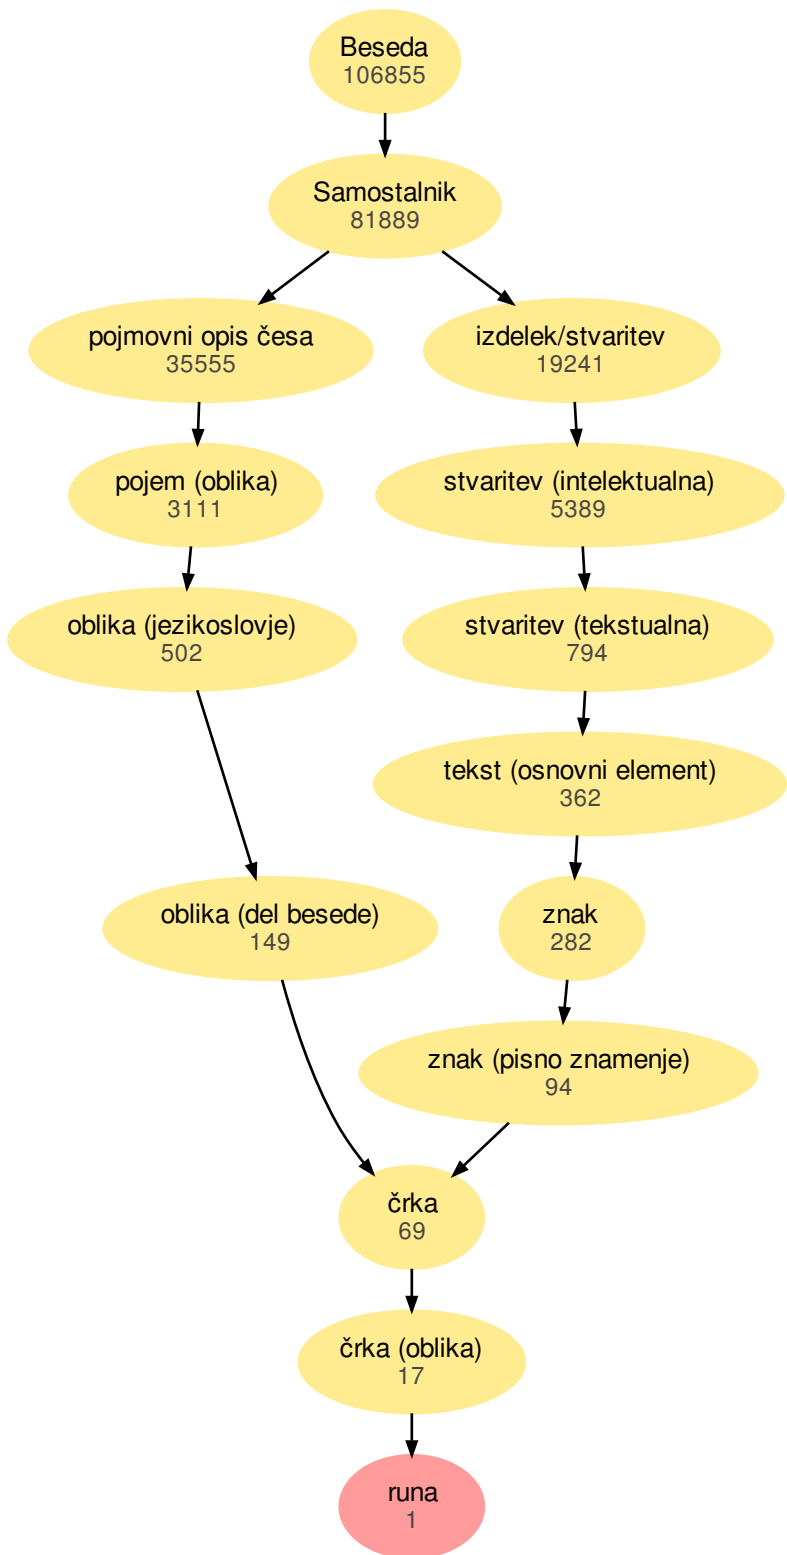 Beseda
106855
Samostalnik
81889
pojmovni opis česa
35555
izdelek/stvaritev
19241
pojem (oblika)
3111
stvaritev (intelektualna)
5389
oblika (jezikoslovje)
502
stvaritev (tekstualna)
794
tekst (osnovni element)
362
oblika (del besede)
149
znak
282
znak (pisno znamenje)
94
črka
69
črka (oblika)
17
runa
1